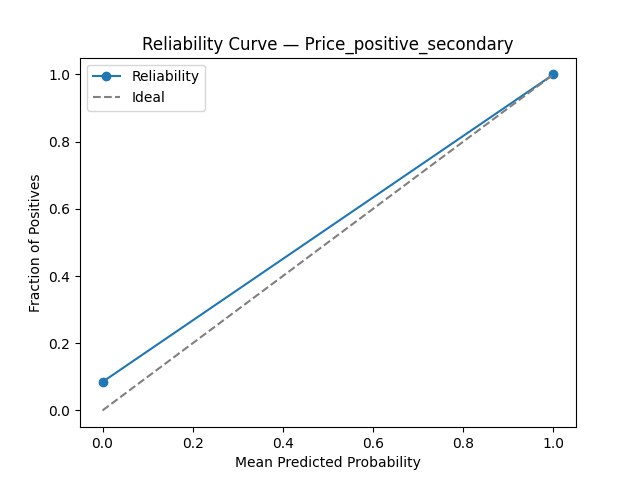 Reliability Curve — Price_positive_secondary
Reliability
Ideal
Fraction of Positives
1.0
0.8
0.6
0.4
0.2
0.0
0.0 0.2 0.4 0.6 0.8 1.0
Mean Predicted Probability